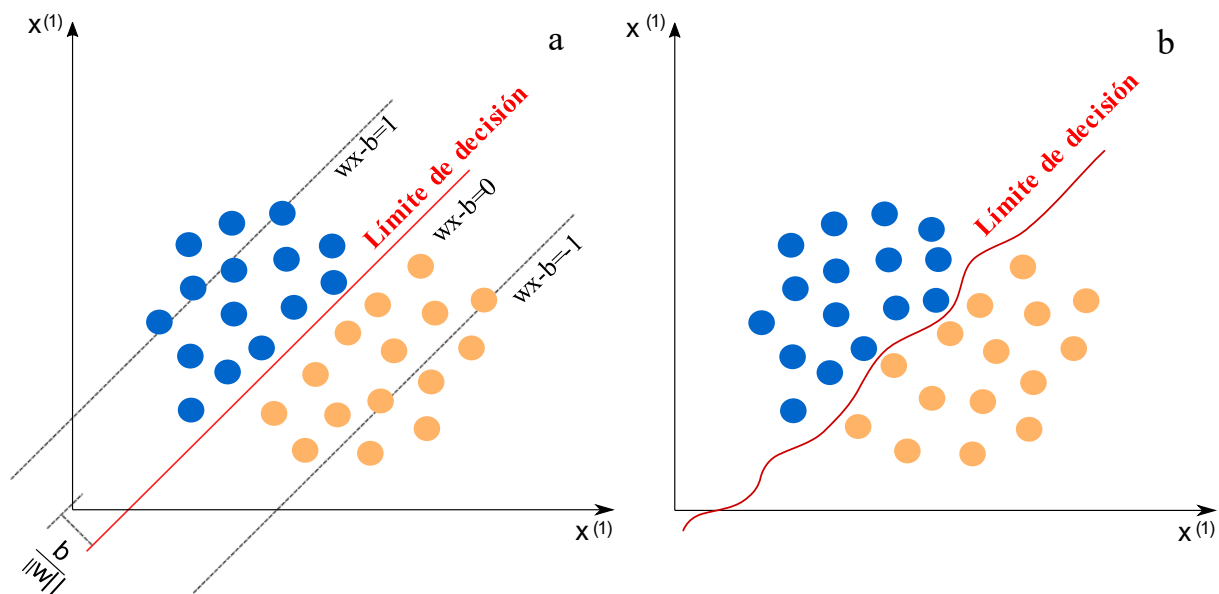 a
x(1)
wx-b=1
Límite de decisión
wx-b=0
wx-b=-1
x(1)
b
||w||
b
x(1)
Límite de decisión
x(1)